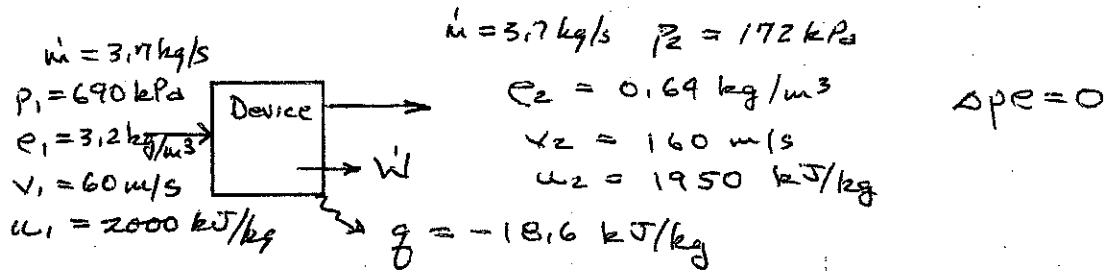 ṁ = 3,7 kg/s
p₁ = 690 kPa
ρ₁ = 3,2 kg/m³
v₁ = 60 m/s
u₁ = 2000 kJ/kg
Device
Ẇ
q = -18,6 kJ/kg
ṁ = 3,7 kg/s p₂ = 172 kPa
ρ₂ = 0,64 kg/m³
v₂ = 160 m/s
u₂ = 1950 kJ/kg
Δpe = 0